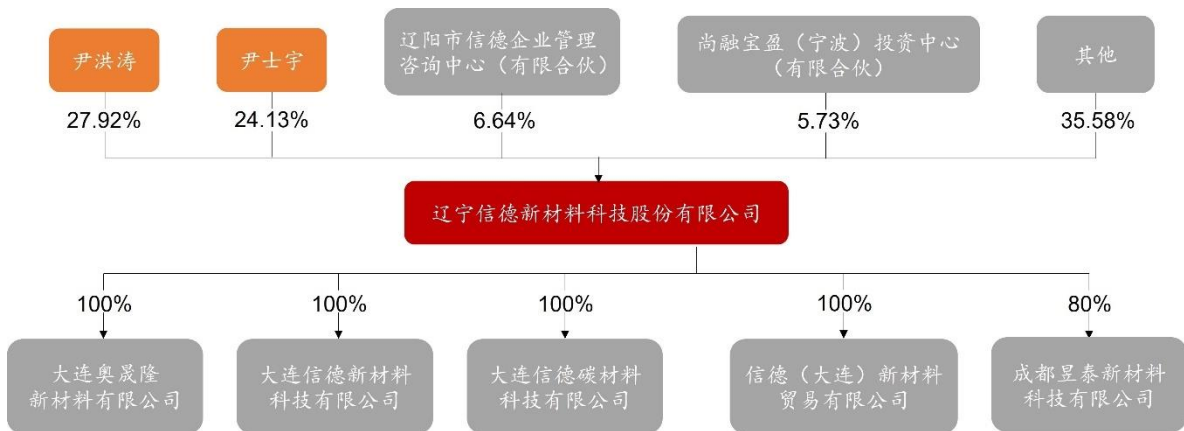 尹洪涛
尹士宇
辽阳市信德企业管理
咨询中心（有限合伙）
尚融宝盈（宁波）投资中心
（有限合伙）
其他
27.92%
24.13%
6.64%
5.73%
35.58%
辽宁信德新材料科技股份有限公司
100%
100%
100%
100%
80%
大连奥晟隆
新材料有限公司
大连信德新材料
科技有限公司
大连信德碳材料
科技有限公司
信德（大连）新材料
贸易有限公司
成都昱泰新材料
科技有限公司